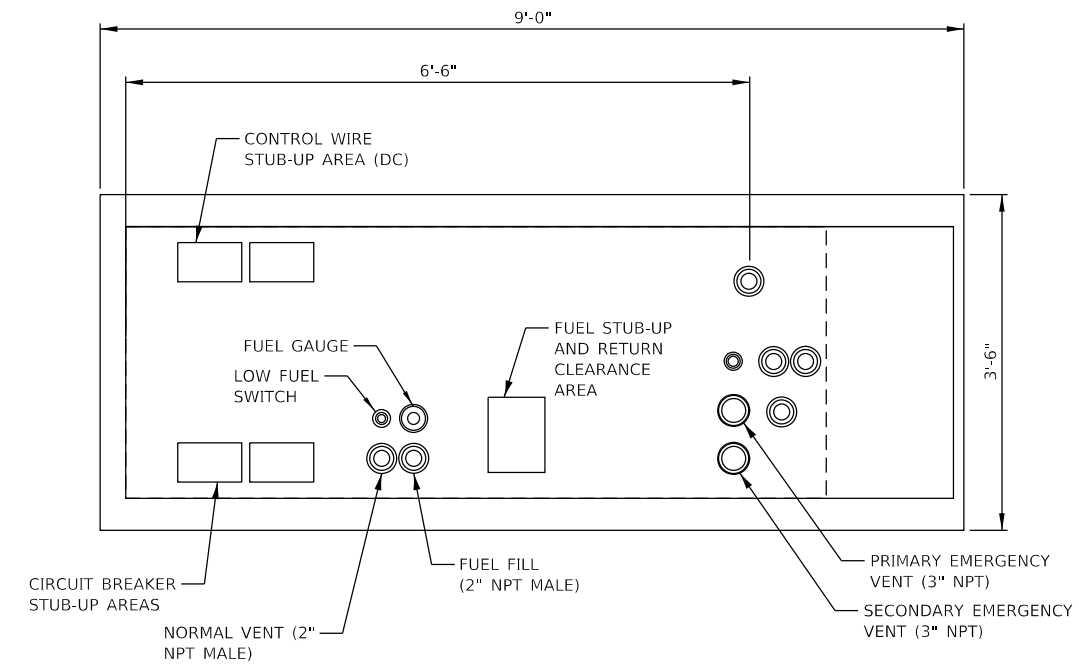 9'-0"
6'-6"
CONTROL WIRE
STUB-UP AREA (DC)
FUEL STUB-UP
AND RETURN
CLEARANCE
AREA
FUEL GAUGE
LOW FUEL
SWITCH
3'-6"
FUEL FILL
(2" NPT MALE)
PRIMARY EMERGENCY
VENT (3" NPT)
CIRCUIT BREAKER
STUB-UP AREAS
SECONDARY EMERGENCY
VENT (3" NPT)
NORMAL VENT (2"
NPT MALE)